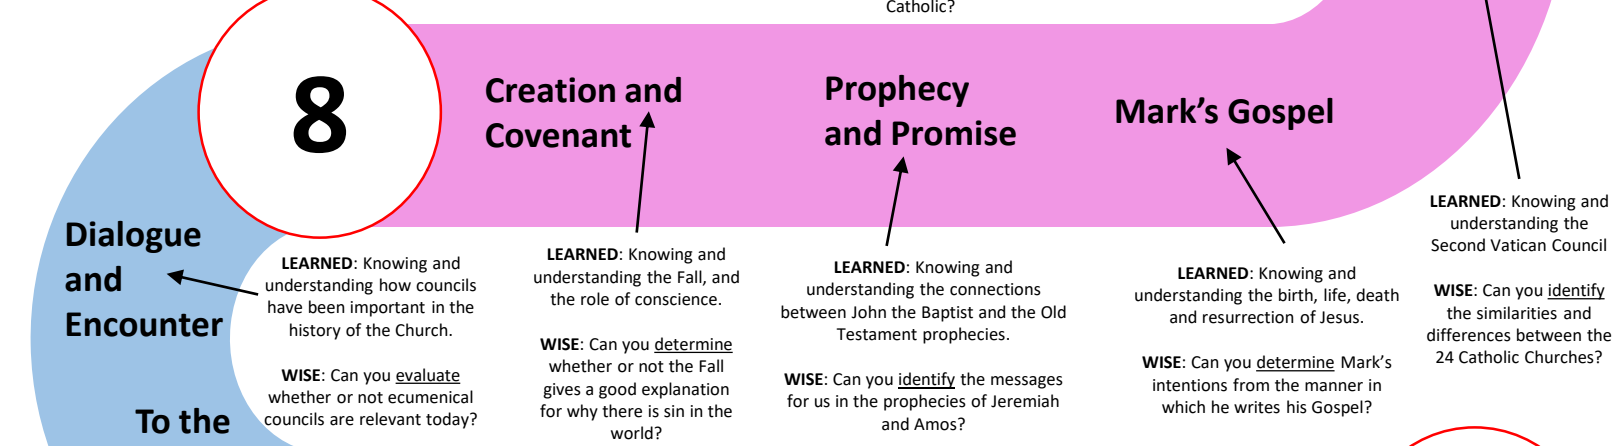 Catholic?
8
Creation and
Covenant
Prophecy
and Promise
Mark’s Gospel
Dialogue
and
Encounter
To the
LEARNED: Knowing and
understanding how councils
have been important in the
history of the Church.
WISE: Can you evaluate
whether or not ecumenical
councils are relevant today?
LEARNED: Knowing and
understanding the Fall, and
the role of conscience.
WISE: Can you determine
whether or not the Fall
gives a good explanation
for why there is sin in the
world?
LEARNED: Knowing and
understanding the connections
between John the Baptist and the Old
Testament prophecies.
WISE: Can you identify the messages
for us in the prophecies of Jeremiah
and Amos?
LEARNED: Knowing and
understanding the birth, life, death
and resurrection of Jesus.
WISE: Can you determine Mark’s
intentions from the manner in
which he writes his Gospel?
LEARNED: Knowing and
understanding the
Second Vatican Council
WISE: Can you identify
the similarities and
differences between the
24 Catholic Churches?